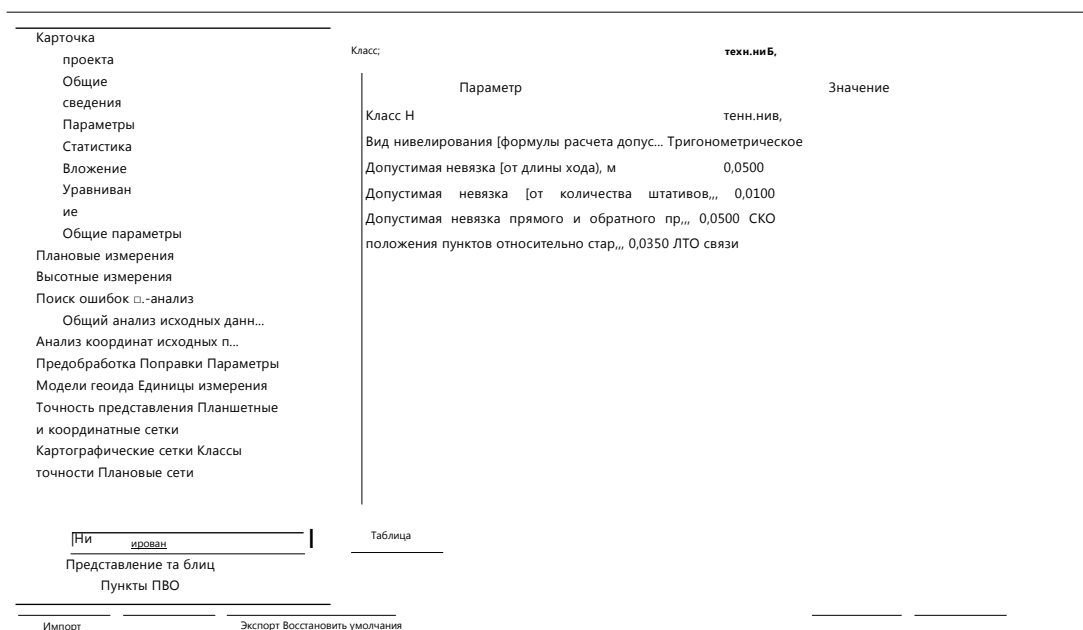 Карточка
проекта
Общие
сведения
Параметры
Статистика
Вложение
Уравниван
ие
Общие параметры
Плановые измерения
Высотные измерения
Поиск ошибок □.-анализ
Общий анализ исходных данн...
Анализ координат исходных п...
Предобработка Поправки Параметры
Модели геоида Единицы измерения
Точность представления Планшетные
и координатные сетки
Картографические сетки Классы
точности Плановые сети
|Ни ирован
Представление та блиц
Пункты ПВО
Класс; техн.ниБ,
Параметр Значение
Класс Н тенн.нив,
Вид нивелирования [формулы расчета допус... Тригонометрическое
Допустимая невязка [от длины хода), м 0,0500
Допустимая невязка [от количества штативов,,, 0,0100
Допустимая невязка прямого и обратного пр,,, 0,0500 СКО
положения пунктов относительно стар,,, 0,0350 ЛТО связи
Таблица
Импорт Экспорт Восстановить умолчания